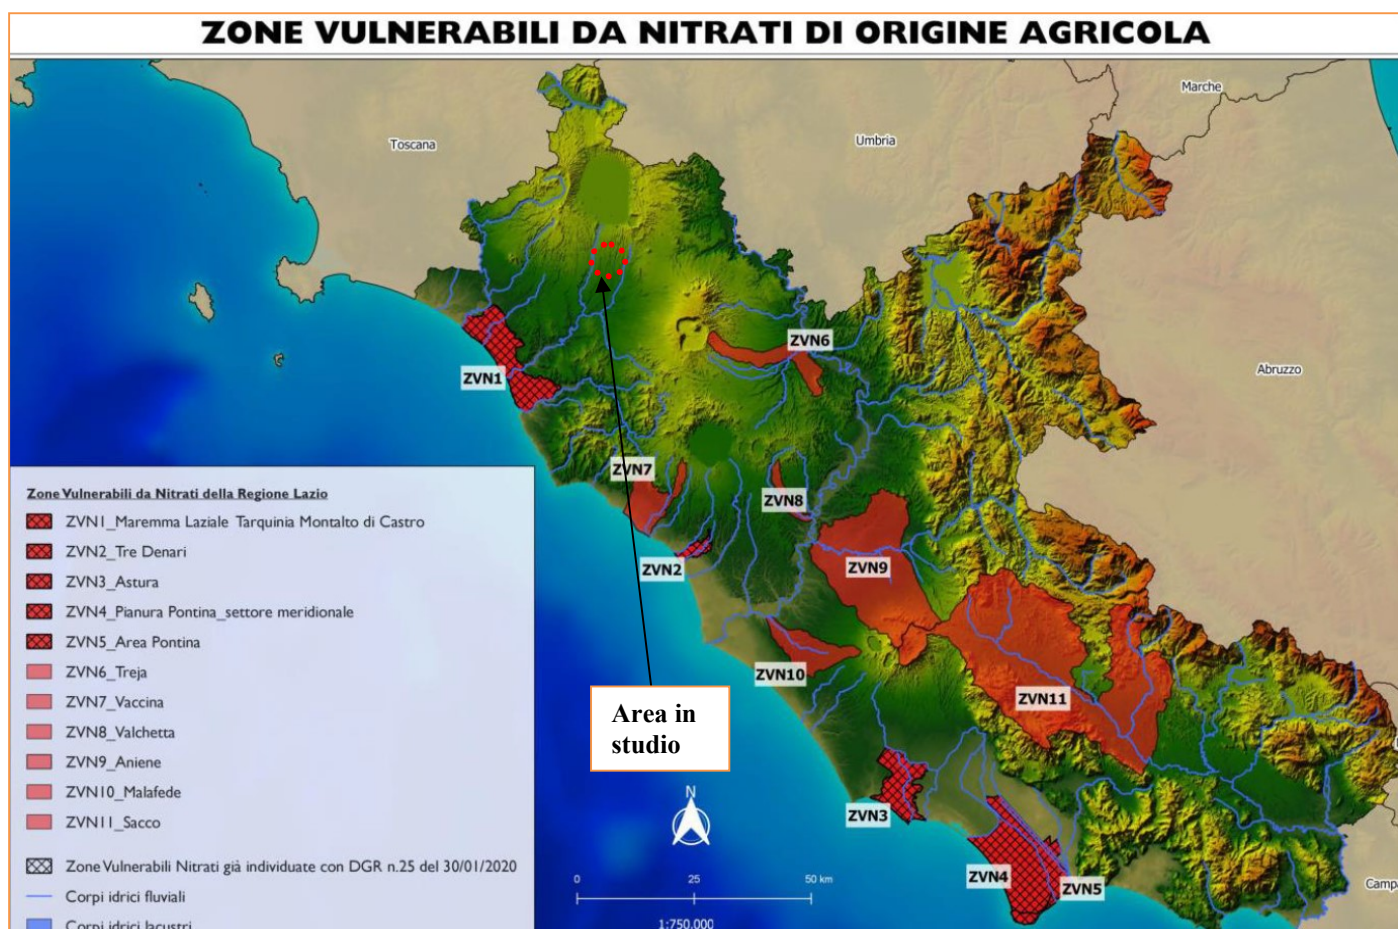 ZONE VULNERABILI DA NITRATI DI ORIGINE AGRICOLA
Marche
Toscana
Umbria
Abruzzo
ZVN6
ZVN1
ZVN7
ZVN8
ZVN2
ZVN9
ZVN10
ZVN11
ZVN3
ZVN4
ZVN5
Area in
studio
N
0 25 50 km
1:750.000
Campa
Zone Vulnerabili da Nitrati della Regione Lazio
ZVN1_Maremma Laziale Tarquinia Montalto di Castro
ZVN2_Tre Denari
ZVN3_Astura
ZVN4_Pianura Pontina_settore meridionale
ZVN5_Area Pontina
ZVN6_Treja
ZVN7_Vaccina
ZVN8_Valchetta
ZVN9_Aniene
ZVN10_Malafede
ZVN11_Sacco
Zone Vulnerabili Nitrati già individuate con DGR n.25 del 30/01/2020
Corpi idrici fluviali
Corpi idrici lacustri